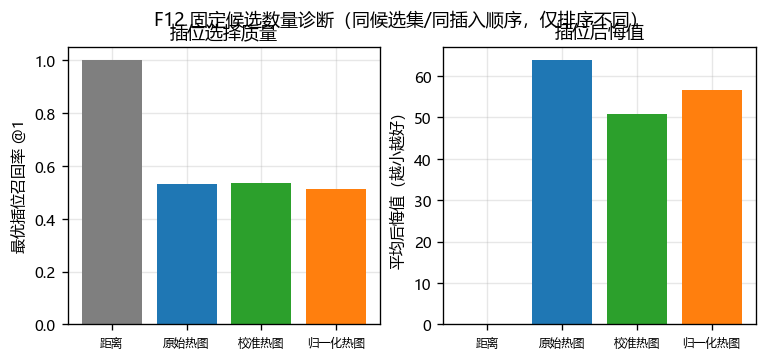 F12 固定候选数量诊断（同候选集/同插入顺序，仅排序不同）
插位选择质量
最优插位召回率 @1
1.0
0.8
0.6
0.4
0.2
0.0
距离
原始热图
校准热图
归一化热图
插位后悔值
平均后悔值（越小越好）
60
50
40
30
20
10
0
距离
原始热图
校准热图
归一化热图